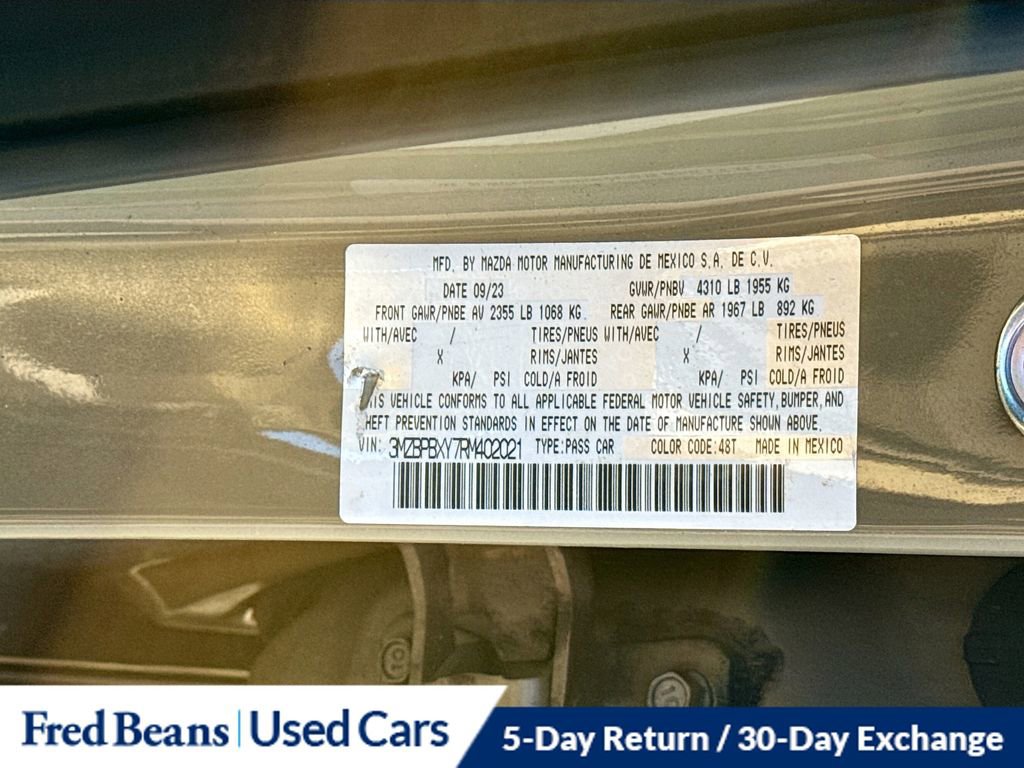 MFD. BY MAZDA MOTOR MANUFACTURING DE MEXICO S.A. DE C.V.
DATE 09/23 GVWR/PNBV 4310 LB 1955 KG
FRONT GAWR/PNBE AV 2355 LB 1068 KG. REAR GAWR/PNBE AR 1967 LB 892 KG
WITH/AVEC / TIRES/PNEUS WITH/AVEC / TIRES/PNEUS
X RIMS/JANTES X RIMS/JANTES
KPA/ PSI COLD/A FROID KPA/ PSI COLD/A FROID
VEHICLE CONFORMS TO ALL APPLICABLE FEDERAL MOTOR VEHICLE SAFETY, BUMPER, AND
HEFT PREVENTION STANDARDS IN EFFECT ON THE DATE OF MANUFACTURE SHOWN ABOVE.
VIN: 3MZBPBXY7RM402021 TYPE:PASS CAR COLOR CODE:48T MADE IN MEXICO
10
Fred Beans | Used Cars
5-Day Return / 30-Day Exchange